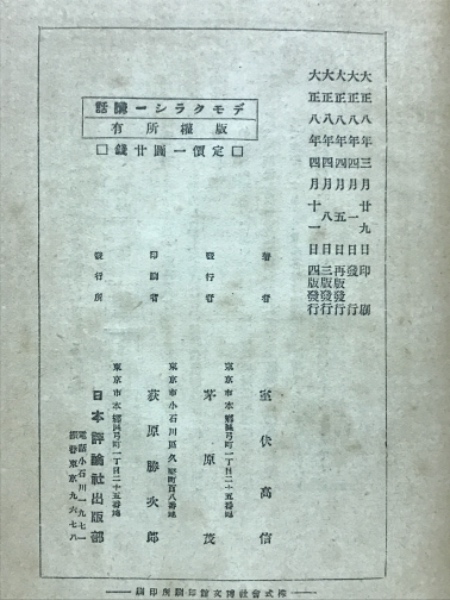 大正八年三月廿九日印刷
大正八年四月一日發行
大正八年四月五日再版發行
大正八年四月八日三版發行
大正八年四月十一日四版發行
デモクラシー講話
版權所有
□定價一圓廿錢□
著者 室伏高信
東京市本鄕區弓町一丁目二十五番地
發行者 茅原茂
東京市小石川區久堅町百八番地
印刷者 荻原勝次郎
東京市本鄕區弓町一丁目二十五番地
發行所 日本評論社出版部
電話小石川一九七一
振替東京九六七八
株式會社博文館印刷所印刷